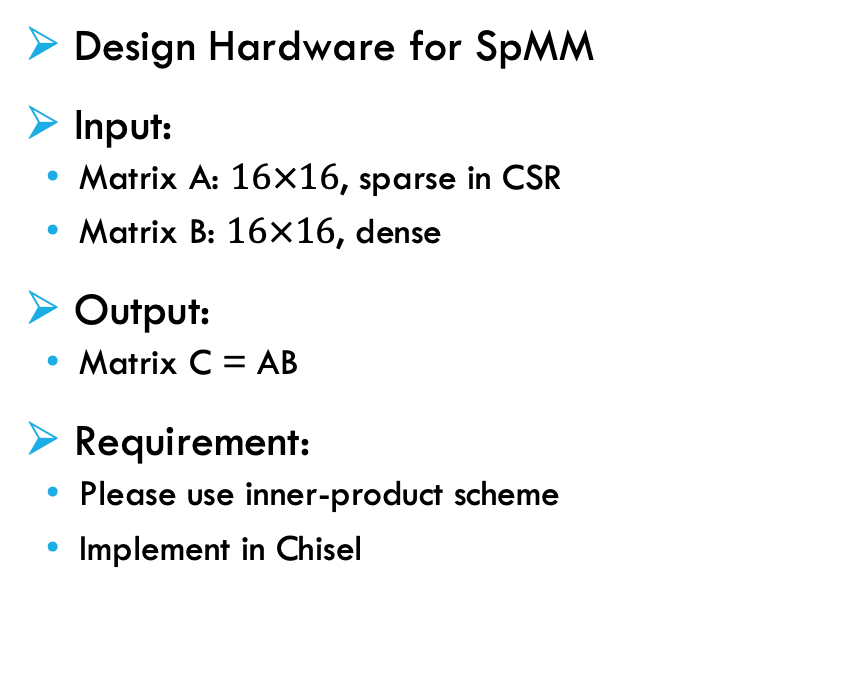 Design Hardware for SpMM
Input:
Matrix A: 16×16, sparse in CSR
Matrix B: 16×16, dense
Output:
Matrix C = AB
Requirement:
Please use inner-product scheme
Implement in Chisel